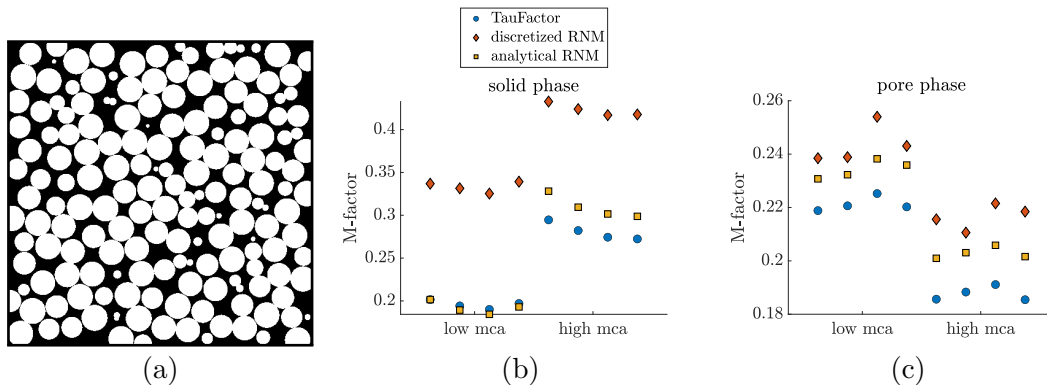 TauFactor
discretized RNM
analytical RNM
solid phase
pore phase
M-factor
0.4
0.35
0.3
0.25
0.2
low mca
high mca
M-factor
0.26
0.24
0.22
0.2
0.18
low mca
high mca
(a)
(b)
(c)